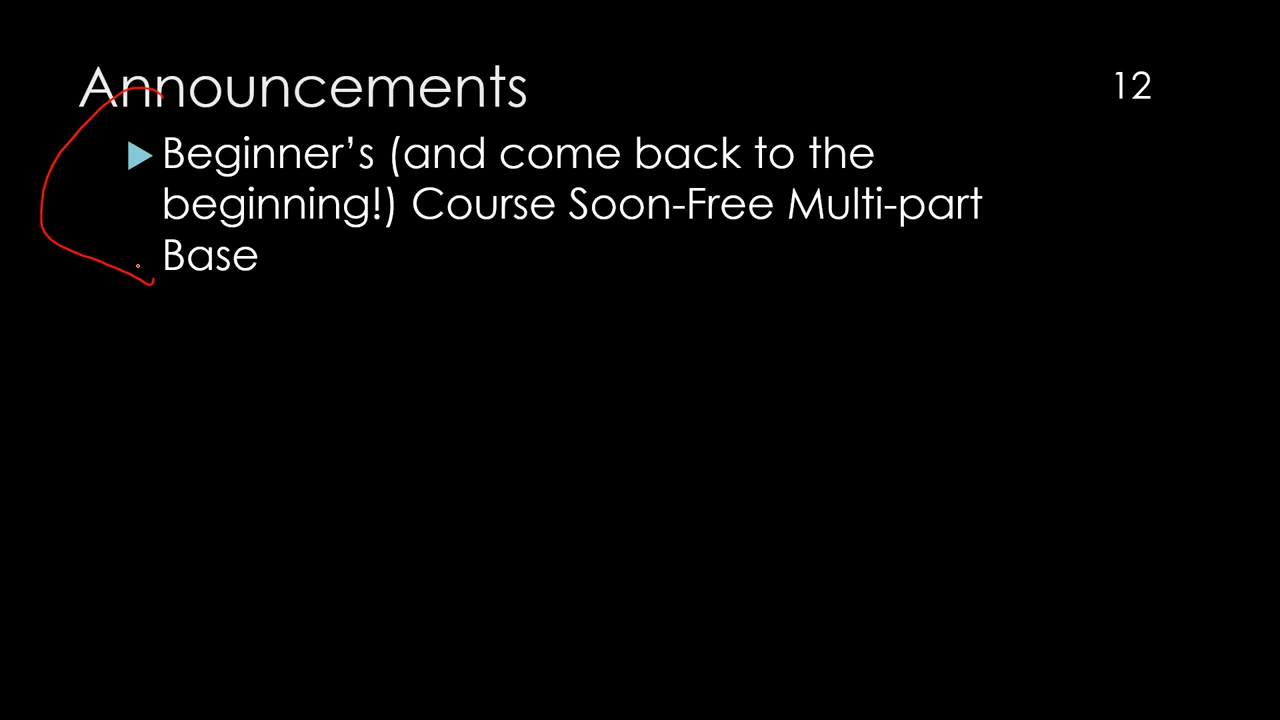 Announcements
12
Beginner’s (and come back to the
beginning!) Course Soon-Free Multi-part
Base